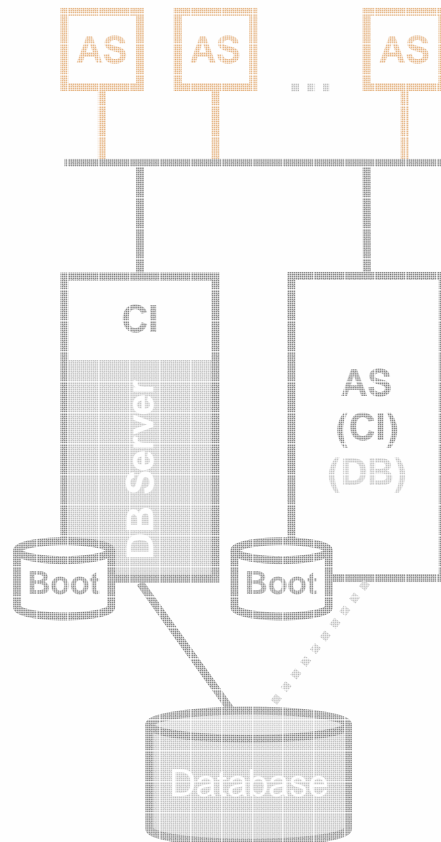 AS AS ... AS
CI
DB Server
AS
(CI)
(DB)
Boot
Boot
Database